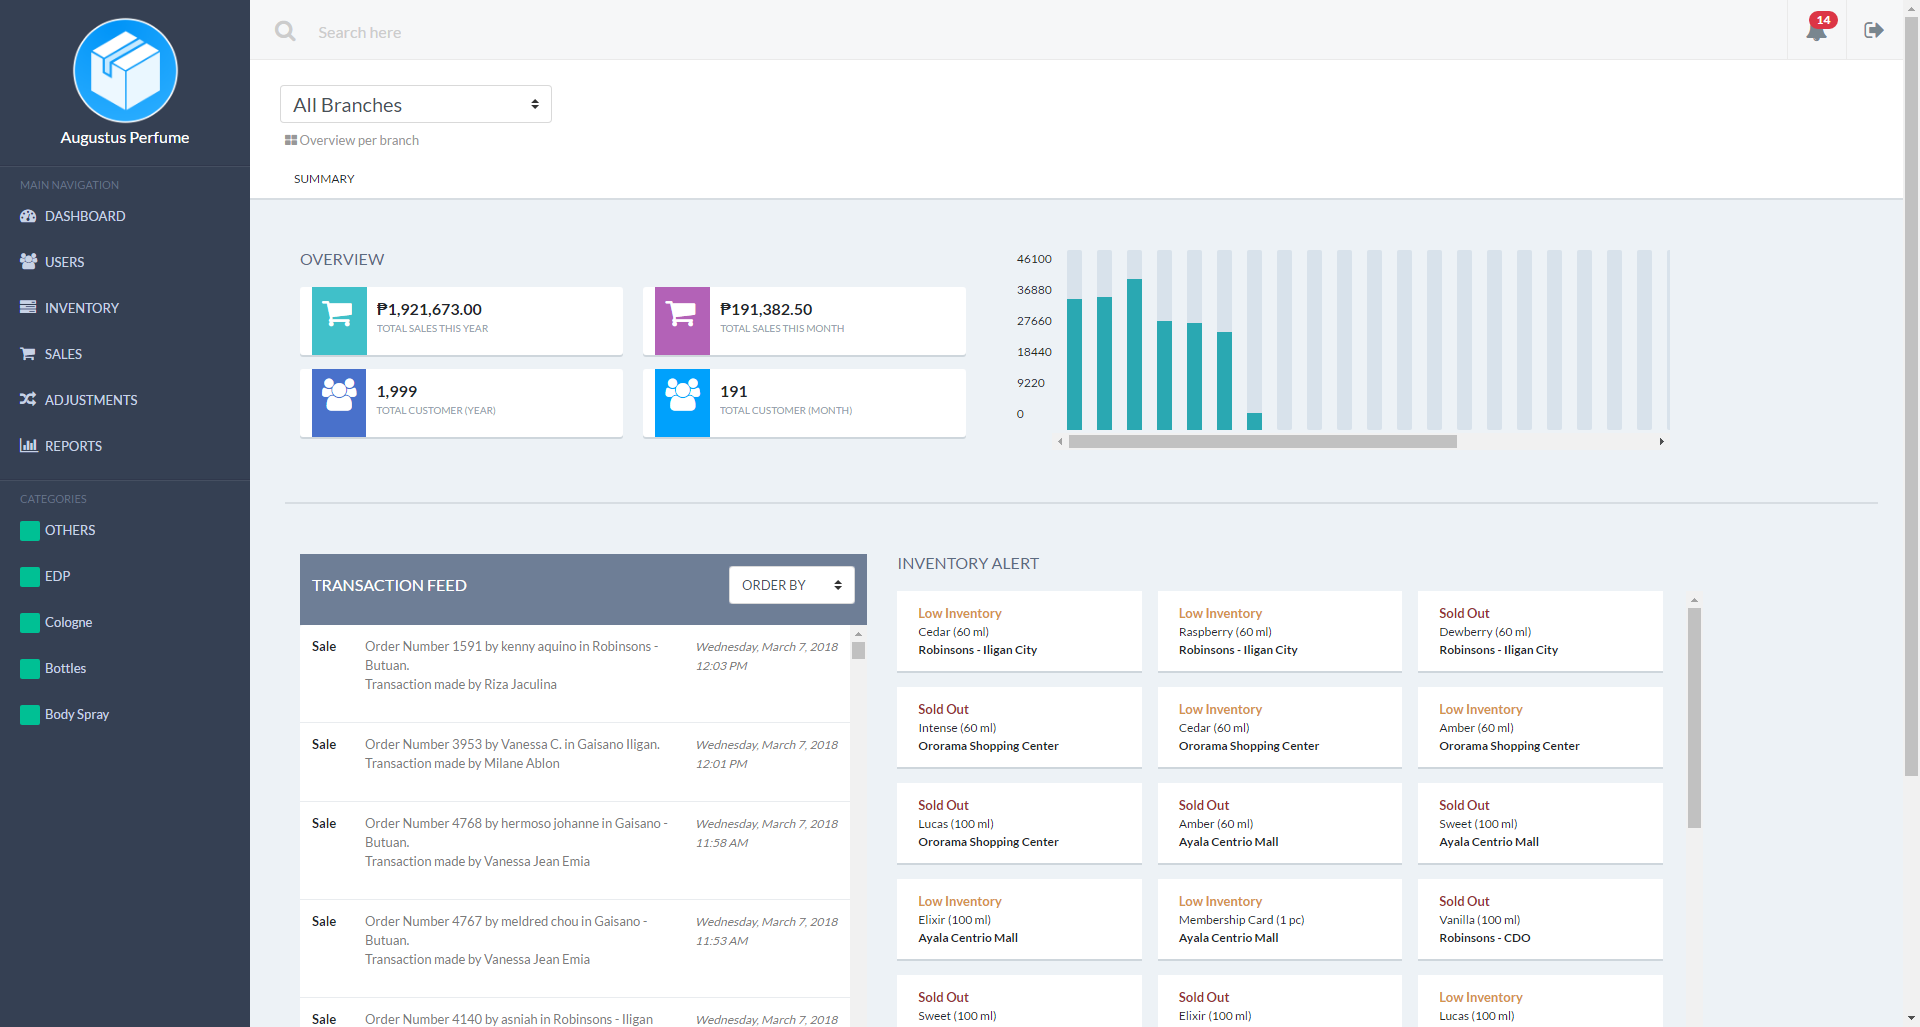 Augustus Perfume
MAIN NAVIGATION
DASHBOARD
USERS
INVENTORY
SALES
ADJUSTMENTS
REPORTS
CATEGORIES
OTHERS
EDP
Cologne
Bottles
Body Spray
Search here
14
All Branches
Overview per branch
SUMMARY
OVERVIEW
₱1,921,673.00
TOTAL SALES THIS YEAR
₱191,382.50
TOTAL SALES THIS MONTH
1,999
TOTAL CUSTOMER (YEAR)
191
TOTAL CUSTOMER (MONTH)
46100
36880
27660
18440
9220
0
TRANSACTION FEED
ORDER BY
Sale
Order Number 1591 by kenny aquino in Robinsons -
Butuan.
Transaction made by Riza Jaculina
Wednesday, March 7, 2018
12:03 PM
Sale
Order Number 3953 by Vanessa C. in Gaisano Iligan.
Transaction made by Milane Ablon
Wednesday, March 7, 2018
12:01 PM
Sale
Order Number 4768 by hermoso johanne in Gaisano -
Butuan.
Transaction made by Vanessa Jean Emia
Wednesday, March 7, 2018
11:58 AM
Sale
Order Number 4767 by meldred chou in Gaisano -
Butuan.
Transaction made by Vanessa Jean Emia
Wednesday, March 7, 2018
11:53 AM
Sale
Order Number 4140 by asniah in Robinsons - Iligan
Wednesday, March 7, 2018
INVENTORY ALERT
Low Inventory
Cedar (60 ml)
Robinsons - Iligan City
Low Inventory
Raspberry (60 ml)
Robinsons - Iligan City
Sold Out
Dewberry (60 ml)
Robinsons - Iligan City
Sold Out
Intense (60 ml)
Ororama Shopping Center
Low Inventory
Cedar (60 ml)
Ororama Shopping Center
Low Inventory
Amber (60 ml)
Ororama Shopping Center
Sold Out
Lucas (100 ml)
Ororama Shopping Center
Sold Out
Amber (60 ml)
Ayala Centrio Mall
Sold Out
Sweet (100 ml)
Ayala Centrio Mall
Low Inventory
Elixir (100 ml)
Ayala Centrio Mall
Low Inventory
Membership Card (1 pc)
Ayala Centrio Mall
Sold Out
Vanilla (100 ml)
Robinsons - CDO
Sold Out
Sweet (100 ml)
Sold Out
Elixir (100 ml)
Low Inventory
Lucas (100 ml)